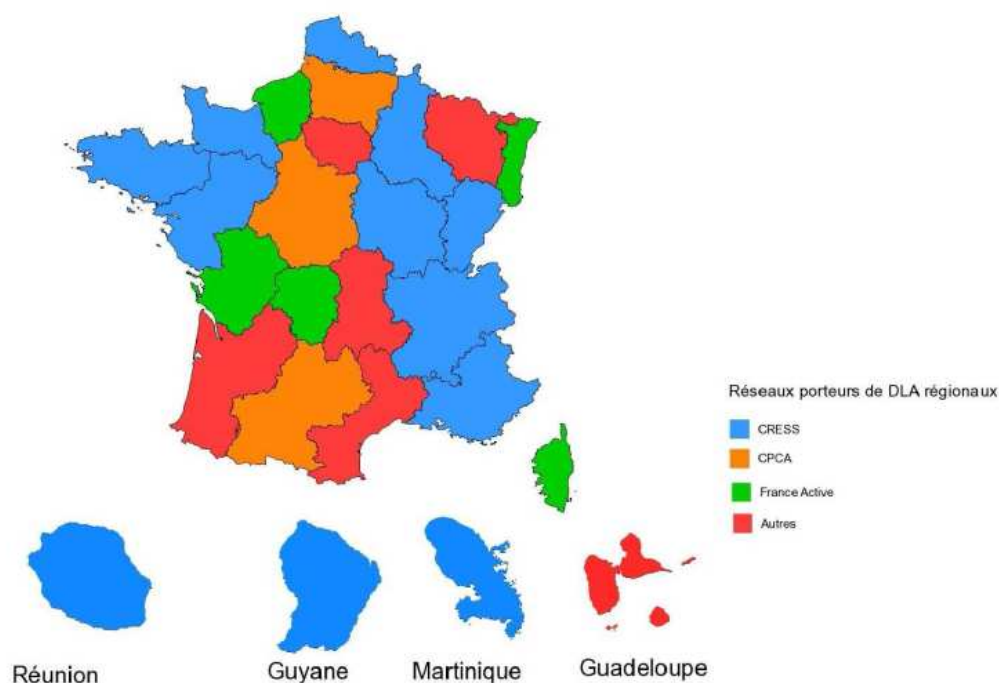 Réseaux porteurs de DLA régionaux
CRESS
CPCA
France Active
Autres
Réunion
Guyane
Martinique
Guadeloupe